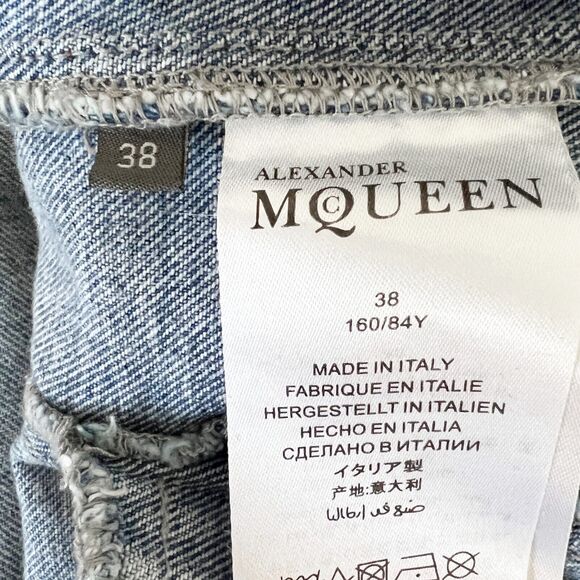 38
ALEXANDER
McQUEEN
38
160/84Y
MADE IN ITALY
FABRIQUE EN ITALIE
HERGESTELLT IN ITALIEN
HECHO EN ITALIA
СДЕЛАНО В ИТАЛИИ
イタリア製
产地:意大利
صنع في إيطاليا